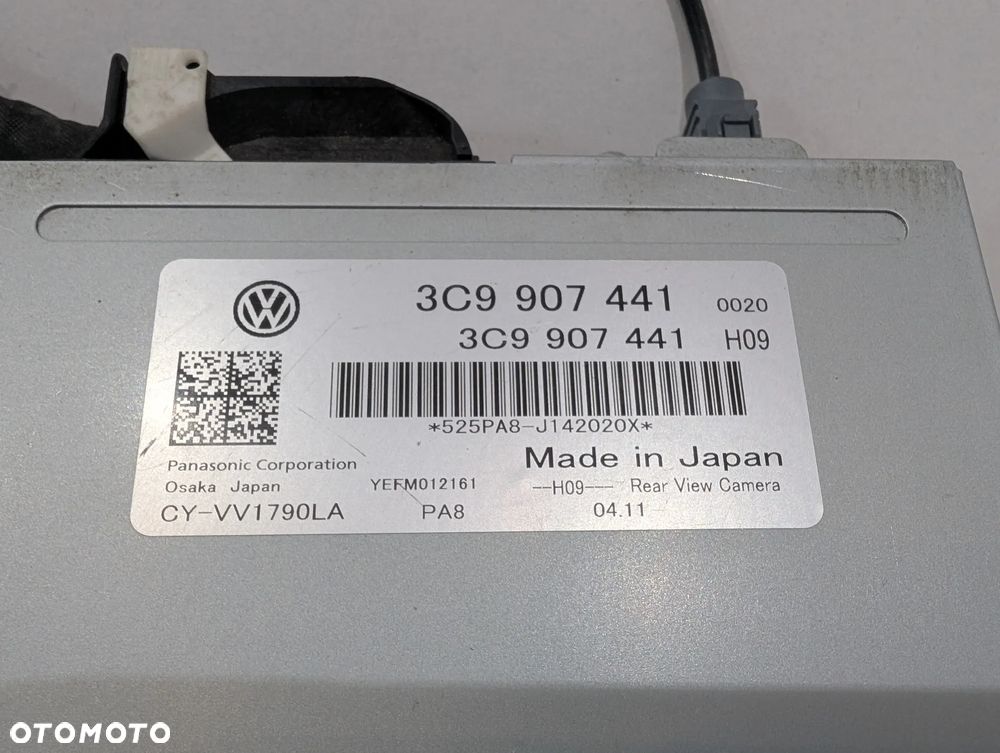 3C9 907 441 0020
3C9 907 441 H09
*525PA8-J142020X*
Made in Japan
Panasonic Corporation
Osaka Japan YEFM012161 --H09--- Rear View Camera
CY-VV1790LA PA8 04.11
OTOMOTO